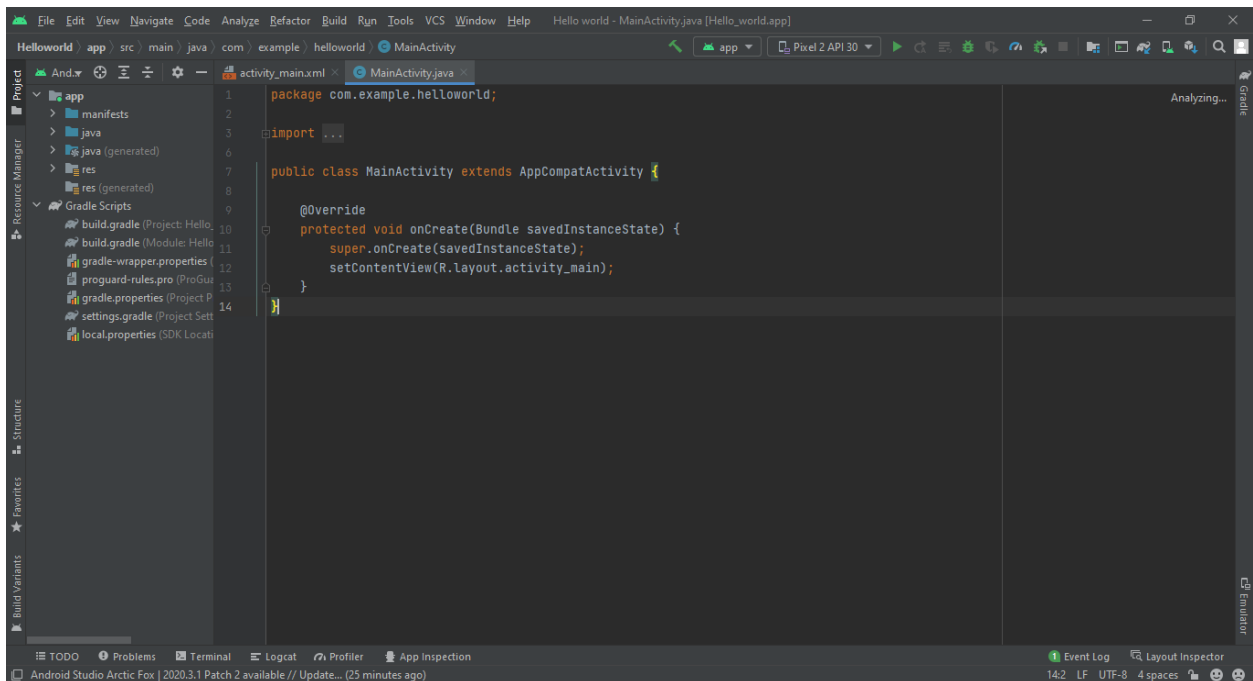 File Edit View Navigate Code Analyze Refactor Build Run Tools VCS Window Help Hello world - MainActivity.java [Hello_world.app]
Helloworld app src main java com example helloworld MainActivity app Pixel 2 API 30
And... activity_main.xml MainActivity.java
Project
Resource Manager
Structure
Favorites
Build Variants
app
manifests
java
java (generated)
res
res (generated)
Gradle Scripts
build.gradle (Project: Hello_
build.gradle (Module: Hello
gradle-wrapper.properties (
proguard-rules.pro (ProGua
gradle.properties (Project P
settings.gradle (Project Sett
local.properties (SDK Locati
1 package com.example.helloworld;
2
3 import ...
6
7 public class MainActivity extends AppCompatActivity {
8
9 @Override
10 protected void onCreate(Bundle savedInstanceState) {
11 super.onCreate(savedInstanceState);
12 setContentView(R.layout.activity_main);
13 }
14 }
Analyzing...
Gradle
Emulator
TODO Problems Terminal Logcat Profiler App Inspection 1 Event Log Layout Inspector
Android Studio Arctic Fox | 2020.3.1 Patch 2 available // Update... (25 minutes ago) 14:2 LF UTF-8 4 spaces